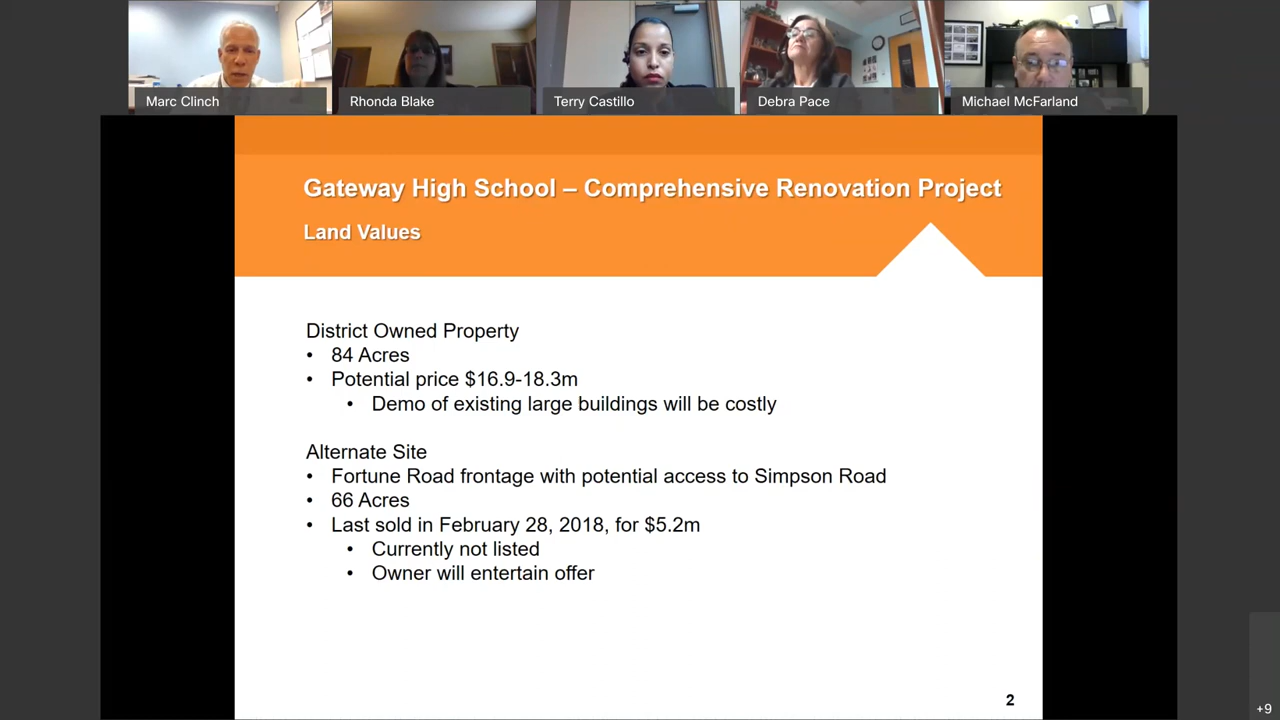 Marc Clinch
Rhonda Blake
Terry Castillo
Debra Pace
Michael McFarland
Gateway High School – Comprehensive Renovation Project
Land Values
District Owned Property
• 84 Acres
• Potential price $16.9-18.3m
• Demo of existing large buildings will be costly
Alternate Site
• Fortune Road frontage with potential access to Simpson Road
• 66 Acres
• Last sold in February 28, 2018, for $5.2m
• Currently not listed
• Owner will entertain offer
2
+9